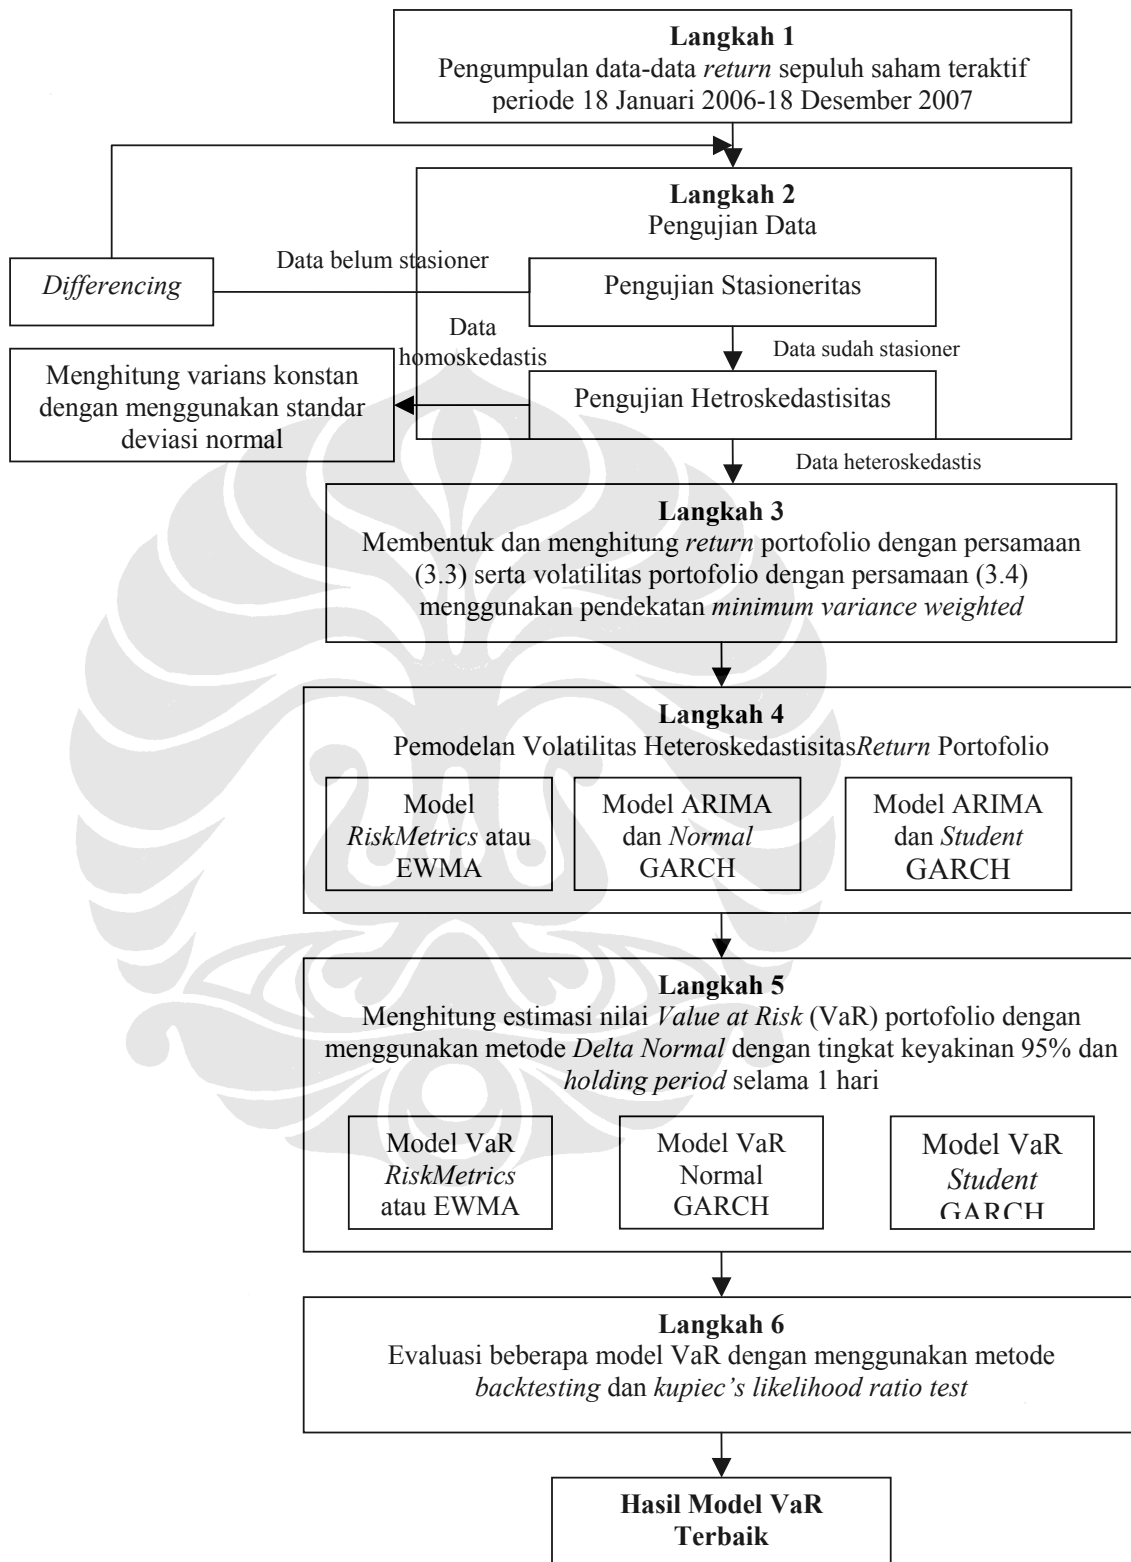 Langkah 1
Pengumpulan data-data return sepuluh saham teraktif
periode 18 Januari 2006-18 Desember 2007
Langkah 2
Pengujian Data
Data belum stasioner
Differencing
Pengujian Stasioneritas
Data
homoskedastis
Data sudah stasioner
Menghitung varians konstan
dengan menggunakan standar
deviasi normal
Pengujian Hetroskedastisitas
Data heteroskedastis
Langkah 3
Membentuk dan menghitung return portofolio dengan persamaan
(3.3) serta volatilitas portofolio dengan persamaan (3.4)
menggunakan pendekatan minimum variance weighted
Langkah 4
Pemodelan Volatilitas HeteroskedastisitasReturn Portofolio
Model
RiskMetrics atau
EWMA
Model ARIMA
dan Normal
GARCH
Model ARIMA
dan Student
GARCH
Langkah 5
Menghitung estimasi nilai Value at Risk (VaR) portofolio dengan
menggunakan metode Delta Normal dengan tingkat keyakinan 95% dan
holding period selama 1 hari
Model VaR
RiskMetrics
atau EWMA
Model VaR
Normal
GARCH
Model VaR
Student
GARCH
Langkah 6
Evaluasi beberapa model VaR dengan menggunakan metode
backtesting dan kupiec's likelihood ratio test
Hasil Model VaR
Terbaik